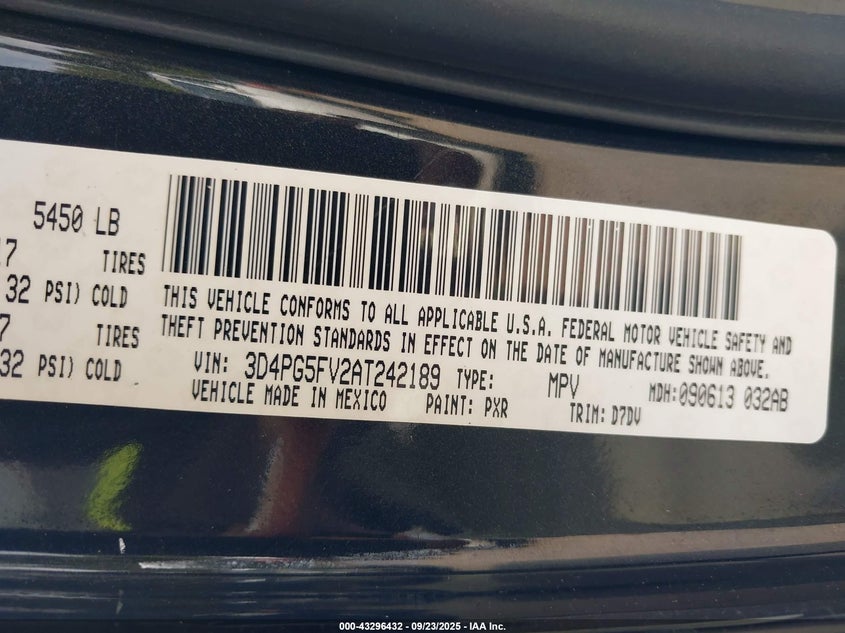 5450 LB
7 TIRES
32 PSI) COLD
7 TIRES
32 PSI) COLD
THIS VEHICLE CONFORMS TO ALL APPLICABLE U.S.A. FEDERAL MOTOR VEHICLE SAFETY AND
THEFT PREVENTION STANDARDS IN EFFECT ON THE DATE OF MANUFACTURE SHOWN ABOVE.
VIN: 3D4PG5FV2AT242189 TYPE: MPV MDH:090613 032AB
VEHICLE MADE IN MEXICO PAINT: PXR TRIM: D7DV
000-43296432 - 09/23/2025 - IAA Inc.